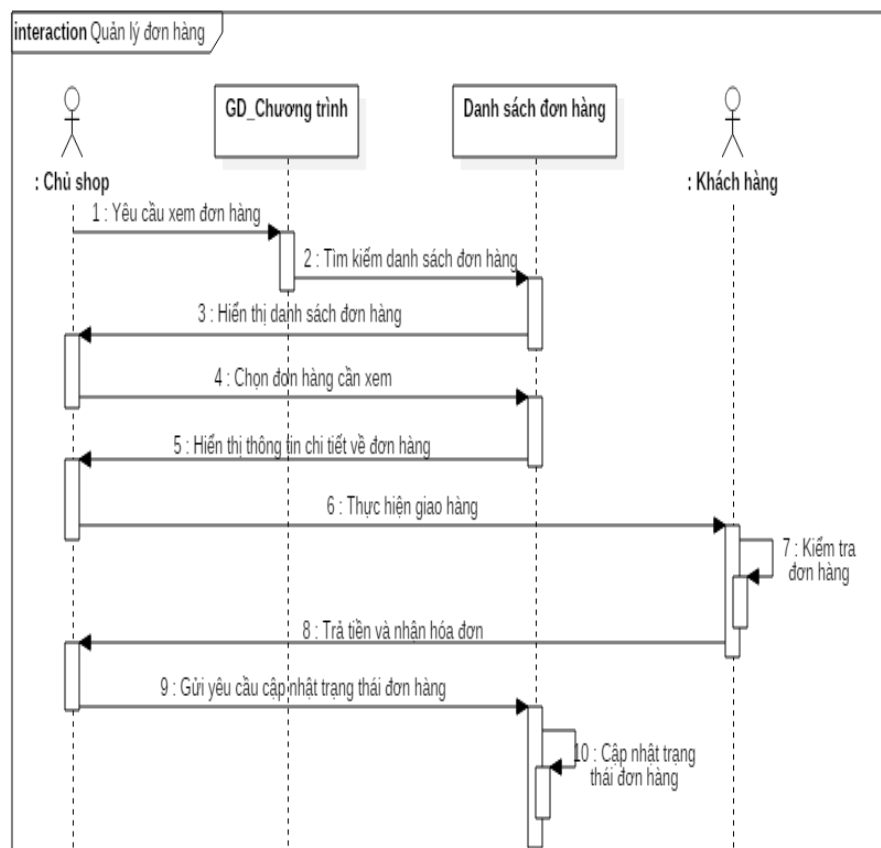 interaction Quản lý đơn hàng
GD_Chương trình
Danh sách đơn hàng
: Chủ shop
: Khách hàng
1 : Yêu cầu xem đơn hàng
2 : Tìm kiếm danh sách đơn hàng
3 : Hiển thị danh sách đơn hàng
4 : Chọn đơn hàng cần xem
5 : Hiển thị thông tin chi tiết về đơn hàng
6 : Thực hiện giao hàng
7 : Kiểm tra
đơn hàng
8 : Trả tiền và nhận hóa đơn
9 : Gửi yêu cầu cập nhật trạng thái đơn hàng
10 : Cập nhật trạng
thái đơn hàng